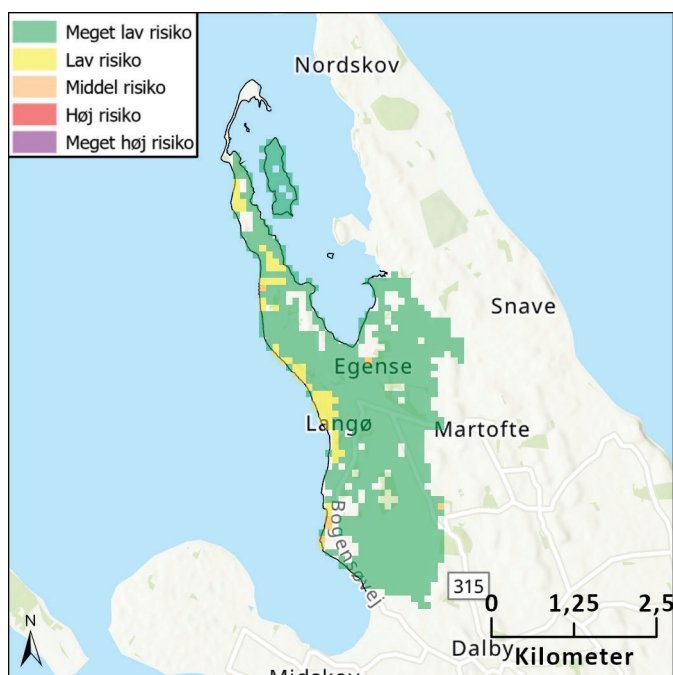 Meget lav risiko
Lav risiko
Middel risiko
Høj risiko
Meget høj risiko
Nordskov
Snave
Egense
Langø
Martofte
Bogensøvej
315
0 1,25 2,5
Kilometer
N
Dalby
Midskov